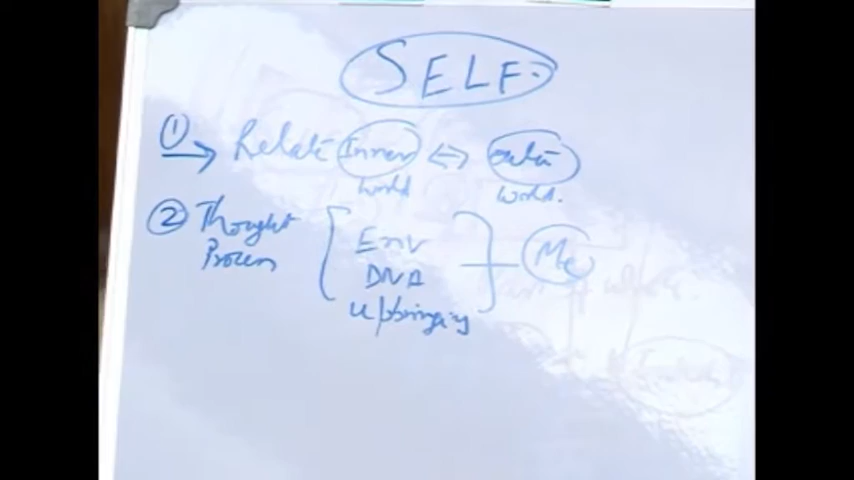 SELF.
① → Relate Inner ↔ outer
world world.
② Thought Env Me
Process DNA
upbringing